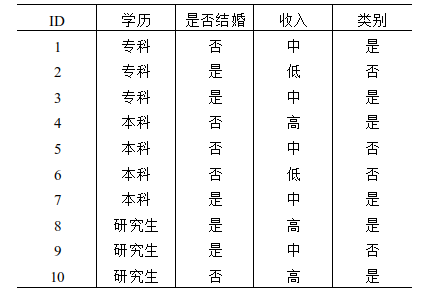 ID 学历 是否结婚 收入 类别
1 专科 否 中 是
2 专科 是 低 否
3 专科 是 中 是
4 本科 否 高 是
5 本科 否 中 否
6 本科 否 低 否
7 本科 是 中 是
8 研究生 是 高 是
9 研究生 是 中 否
10 研究生 否 高 是